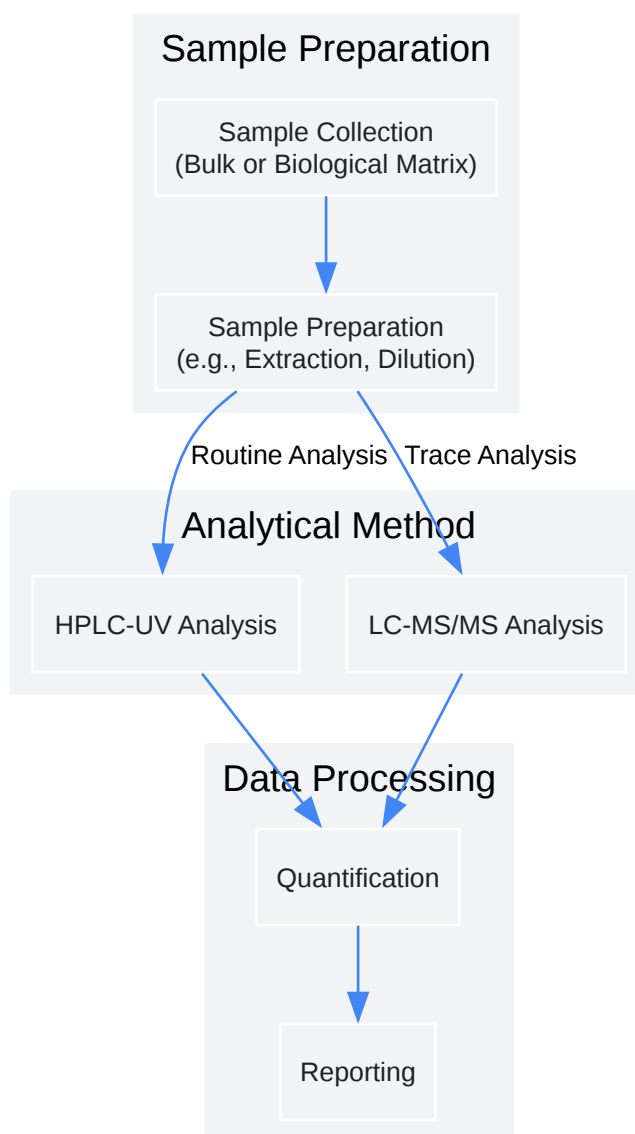 Sample Preparation
Sample Collection
(Bulk or Biological Matrix)
Sample Preparation
(e.g., Extraction, Dilution)
Routine Analysis
Trace Analysis
Analytical Method
HPLC-UV Analysis
LC-MS/MS Analysis
Data Processing
Quantification
Reporting